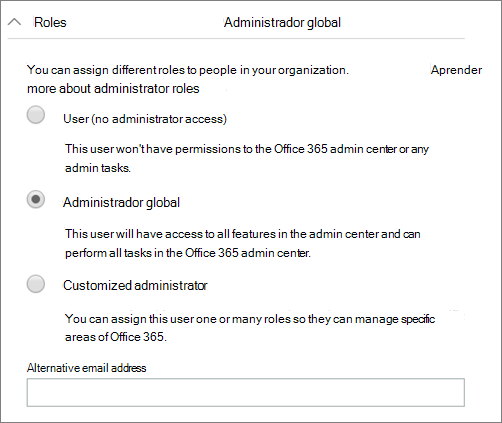 Roles Administrador global
You can assign different roles to people in your organization. Aprender
more about administrator roles
User (no administrator access)
This user won't have permissions to the Office 365 admin center or any
admin tasks.
Administrador global
This user will have access to all features in the admin center and can
perform all tasks in the Office 365 admin center.
Customized administrator
You can assign this user one or many roles so they can manage specific
areas of Office 365.
Alternative email address